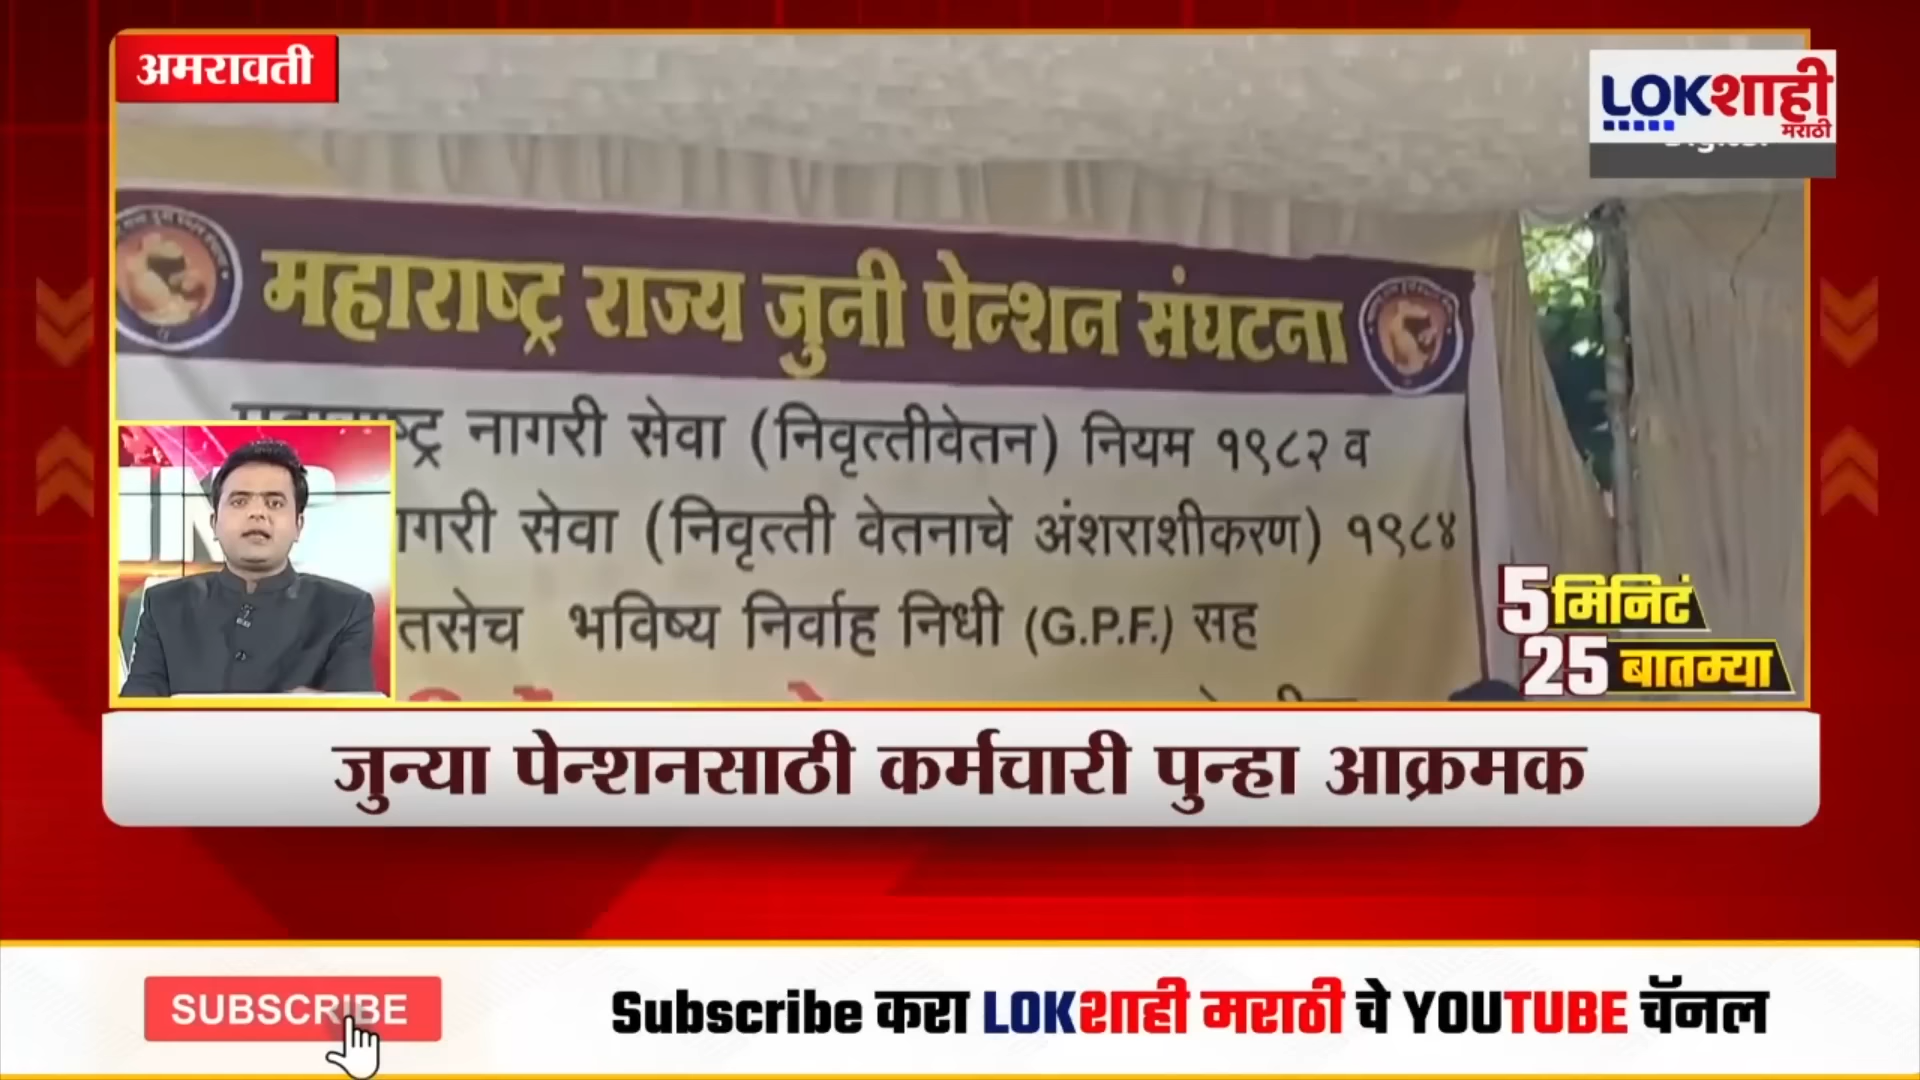 अमरावती
LOKशाही
मराठी
महाराष्ट्र राज्य जुनी पेन्शन संघटना
नागरी सेवा (निवृत्तीवेतन) नियम १९८२ व
सेवा (निवृत्ती वेतनाचे अंशराशीकरण) १९८४
तसेच भविष्य निर्वाह निधी (G.P.F.) सह
5 मिनिटं
25 बातम्या
जुन्या पेन्शनसाठी कर्मचारी पुन्हा आक्रमक
SUBSCRIBE
Subscribe करा LOKशाही मराठी चे YOUTUBE चॅनल